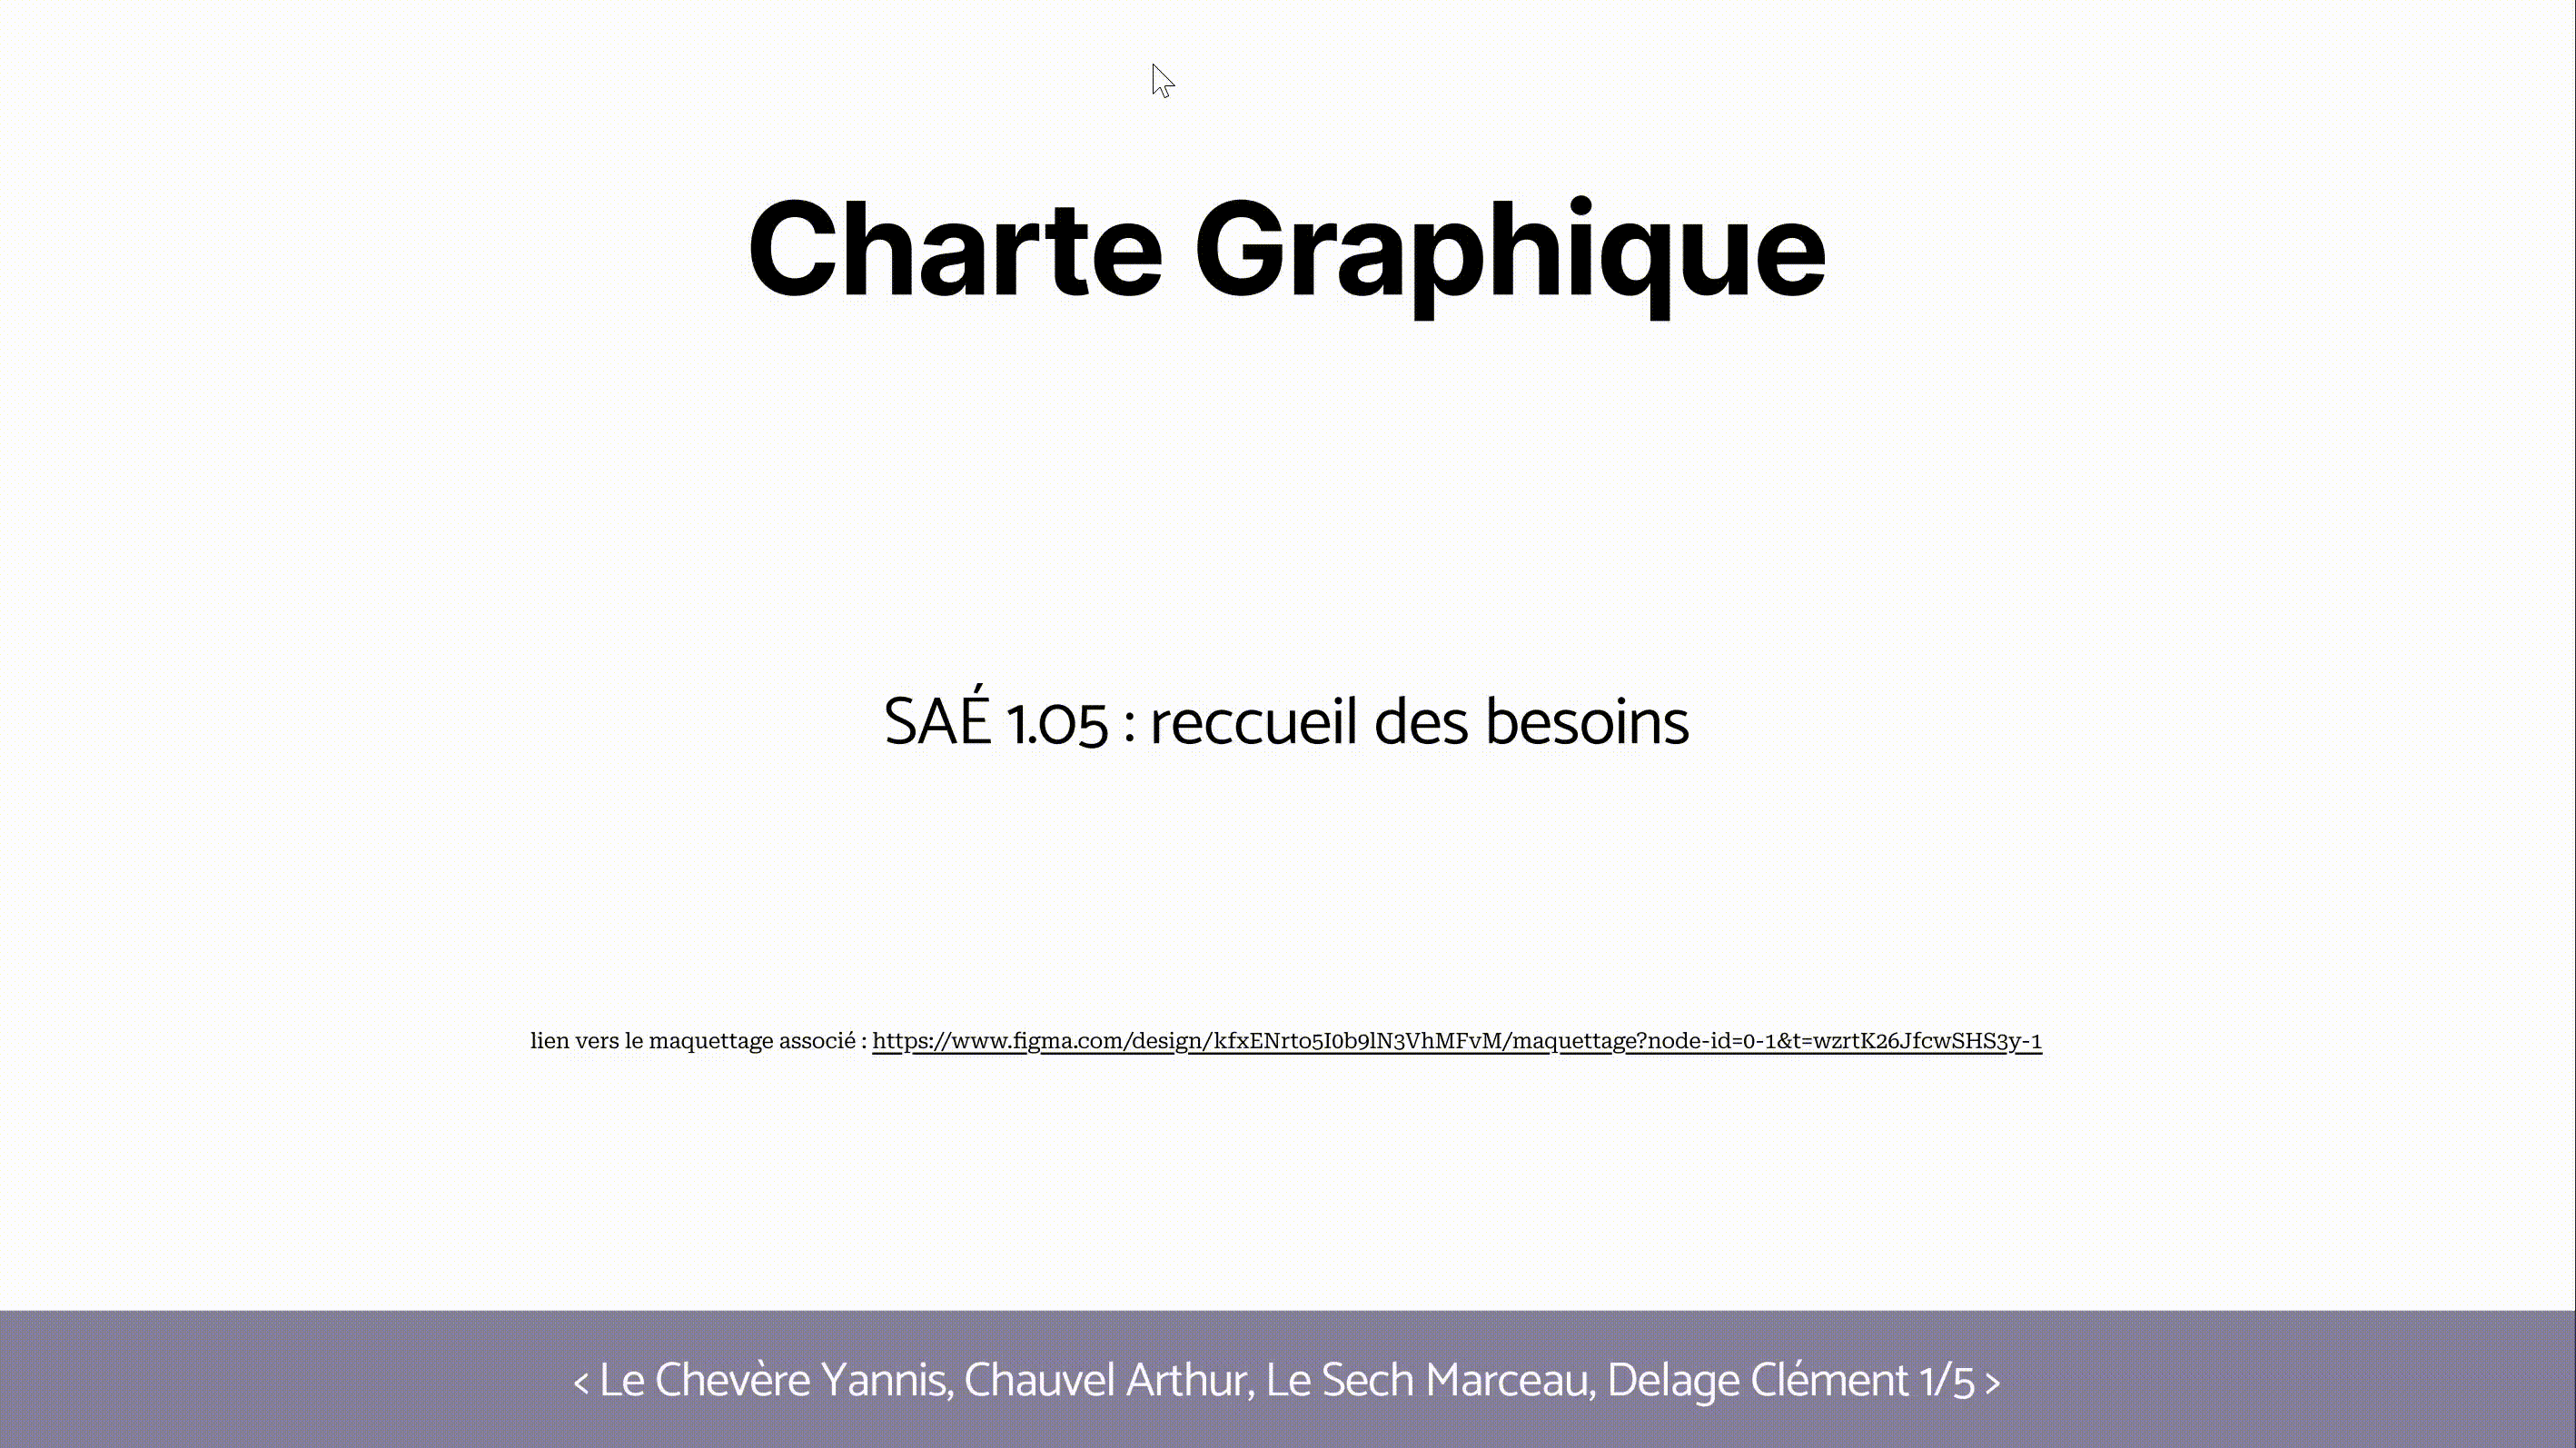 Charte Graphique
SAÉ 1.05 : reccueil des besoins
lien vers le maquettage associé : https://www.figma.com/design/kfxENrto5I0b9lN3VhMFvM/maquettage?node-id=0-1&t=wzrtK26JfcwSHS3y-1
< Le Chevère Yannis, Chauvel Arthur, Le Sech Marceau, Delage Clément 1/5 >